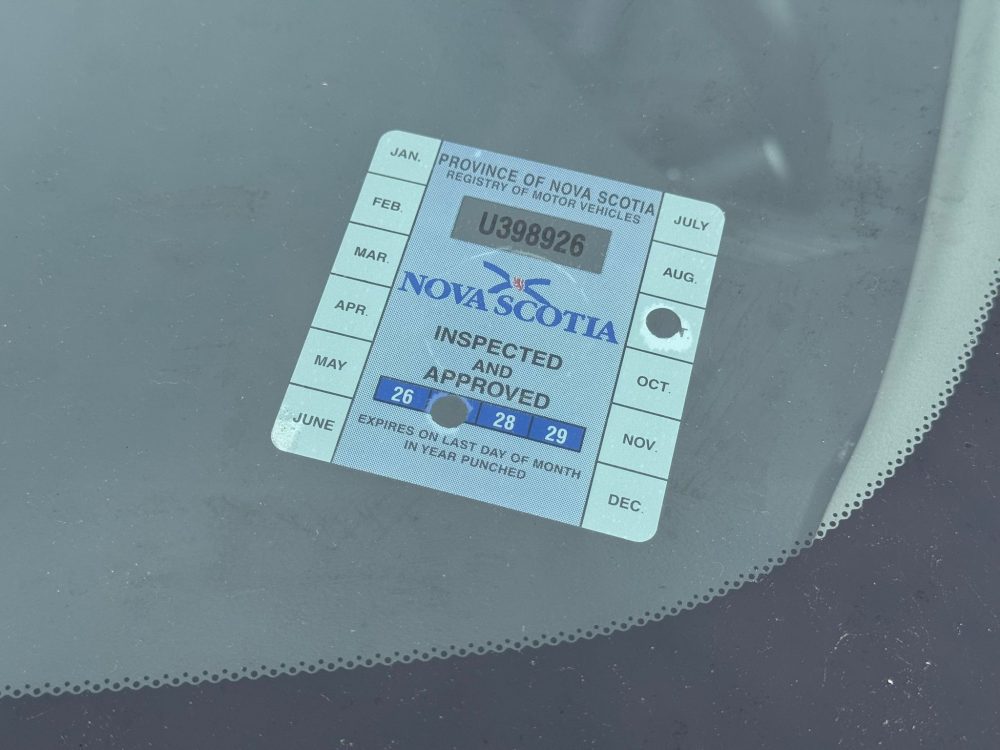 JAN.
FEB.
MAR.
APR.
MAY
JUNE
PROVINCE OF NOVA SCOTIA
REGISTRY OF MOTOR VEHICLES
U398926
NOVA SCOTIA
INSPECTED
AND
APPROVED
26 28 29
EXPIRES ON LAST DAY OF MONTH
IN YEAR PUNCHED
JULY
AUG.
OCT.
NOV.
DEC.